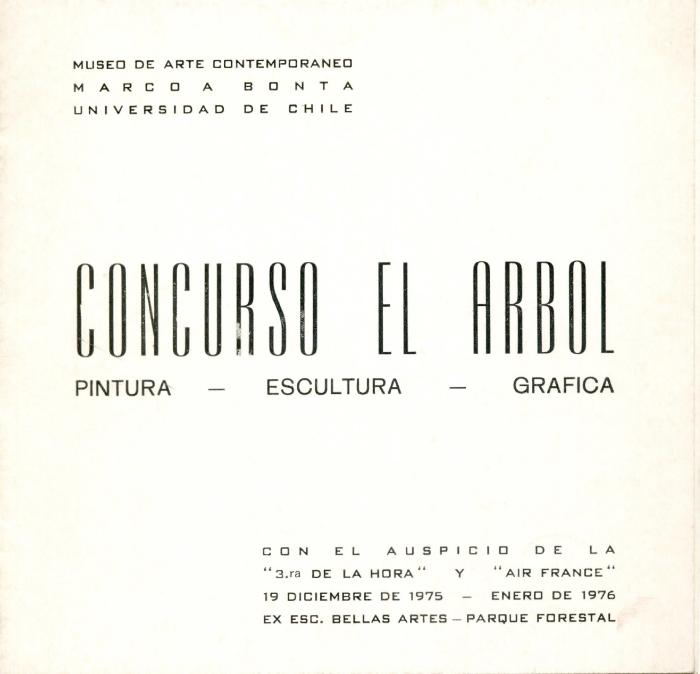 MUSEO DE ARTE CONTEMPORANEO
MARCO A BONTA
UNIVERSIDAD DE CHILE
CONCURSO EL ARBOL
PINTURA — ESCULTURA — GRAFICA
CON EL AUSPICIO DE LA
"3.ra DE LA HORA" Y "AIR FRANCE"
19 DICIEMBRE DE 1975 — ENERO DE 1976
EX ESC. BELLAS ARTES — PARQUE FORESTAL